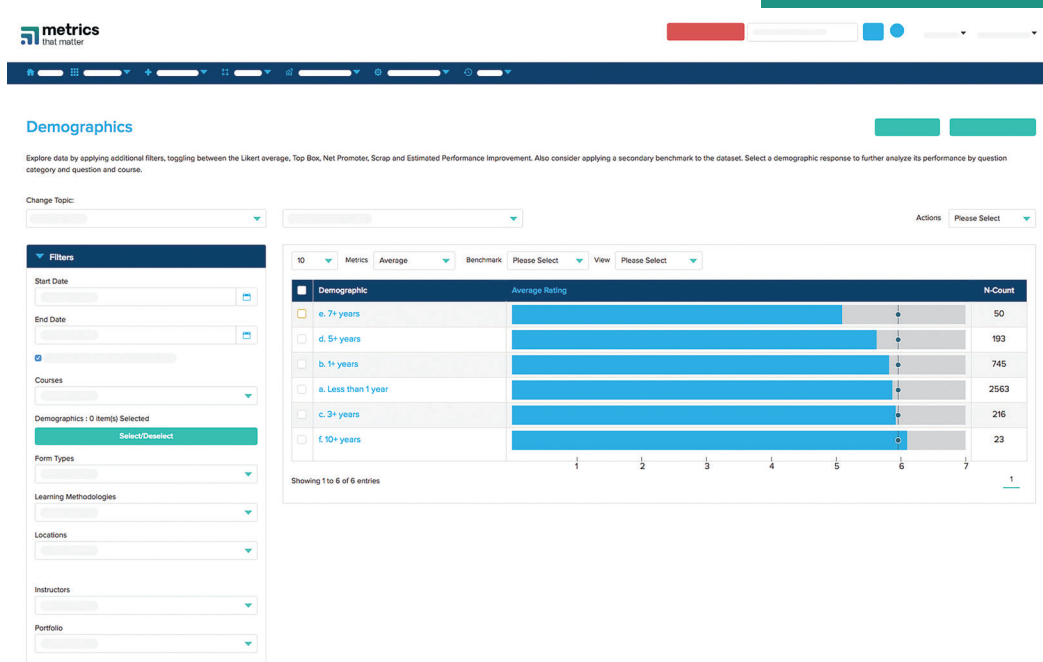 metrics
that matter
Demographics
Explore data by applying additional filters, toggling between the Likert average, Top Box, Net Promoter, Scrap and Estimated Performance Improvement. Also consider applying a secondary benchmark to the dataset. Select a demographic response to further analyze its performance by question
category and question and course.
Change Topic:
Actions Please Select
Filters
Start Date
End Date
Courses
Demographics : 0 item(s) Selected
Select/Deselect
Form Types
Learning Methodologies
Locations
Instructors
Portfolio
10 Metrics Average Benchmark Please Select View Please Select
Demographic Average Rating N-Count
e. 7+ years 50
d. 5+ years 193
b. 1+ years 745
a. Less than 1 year 2563
c. 3+ years 216
f. 10+ years 23
1 2 3 4 5 6 7
Showing 1 to 6 of 6 entries 1